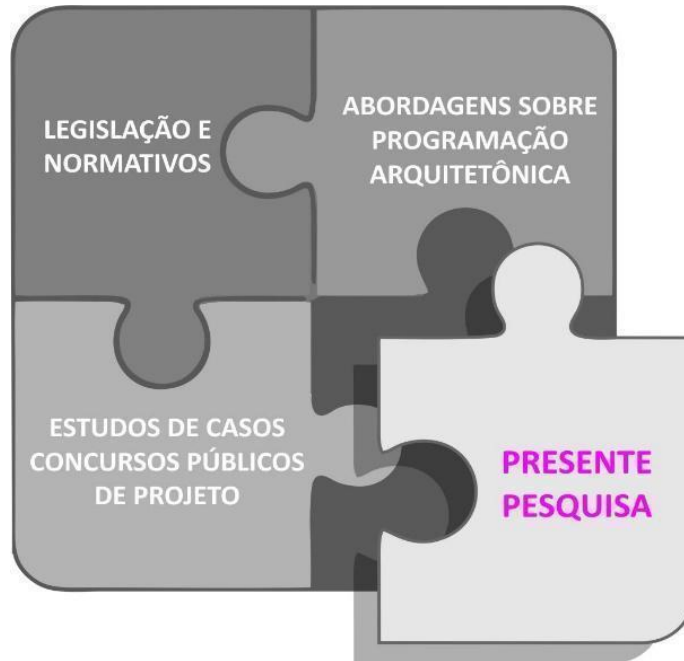 LEGISLAÇÃO E
NORMATIVOS
ABORDAGENS SOBRE
PROGRAMAÇÃO
ARQUITETÔNICA
ESTUDOS DE CASOS
CONCURSOS PÚBLICOS
DE PROJETO
PRESENTE
PESQUISA